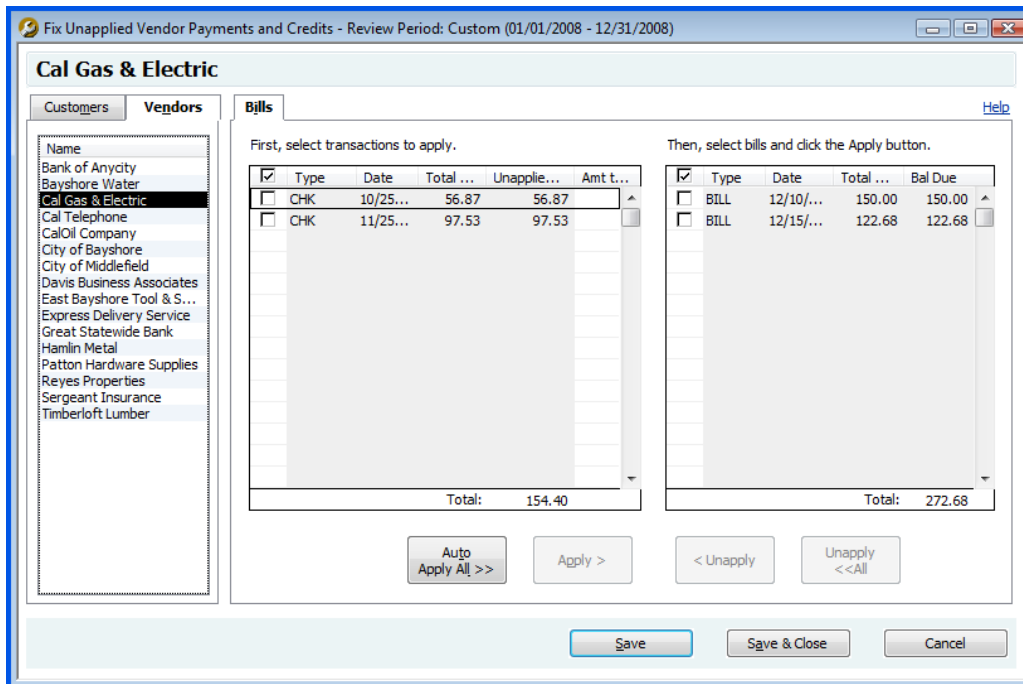 Fix Unapplied Vendor Payments and Credits - Review Period: Custom (01/01/2008 - 12/31/2008)
Cal Gas & Electric
Customers Vendors Bills Help
Name
Bank of Anycity
Bayshore Water
Cal Gas & Electric
Cal Telephone
CalOil Company
City of Bayshore
City of Middlefield
Davis Business Associates
East Bayshore Tool & S...
Express Delivery Service
Great Statewide Bank
Hamlin Metal
Patton Hardware Supplies
Reyes Properties
Sergeant Insurance
Timberloft Lumber
First, select transactions to apply.
Type Date Total ... Unapplie... Amt t...
CHK 10/25... 56.87 56.87
CHK 11/25... 97.53 97.53
Total: 154.40
Then, select bills and click the Apply button.
Type Date Total ... Bal Due
BILL 12/10/... 150.00 150.00
BILL 12/15/... 122.68 122.68
Total: 272.68
Auto
Apply All >>
Apply >
< Unapply
Unapply
<<All
Save Save & Close Cancel